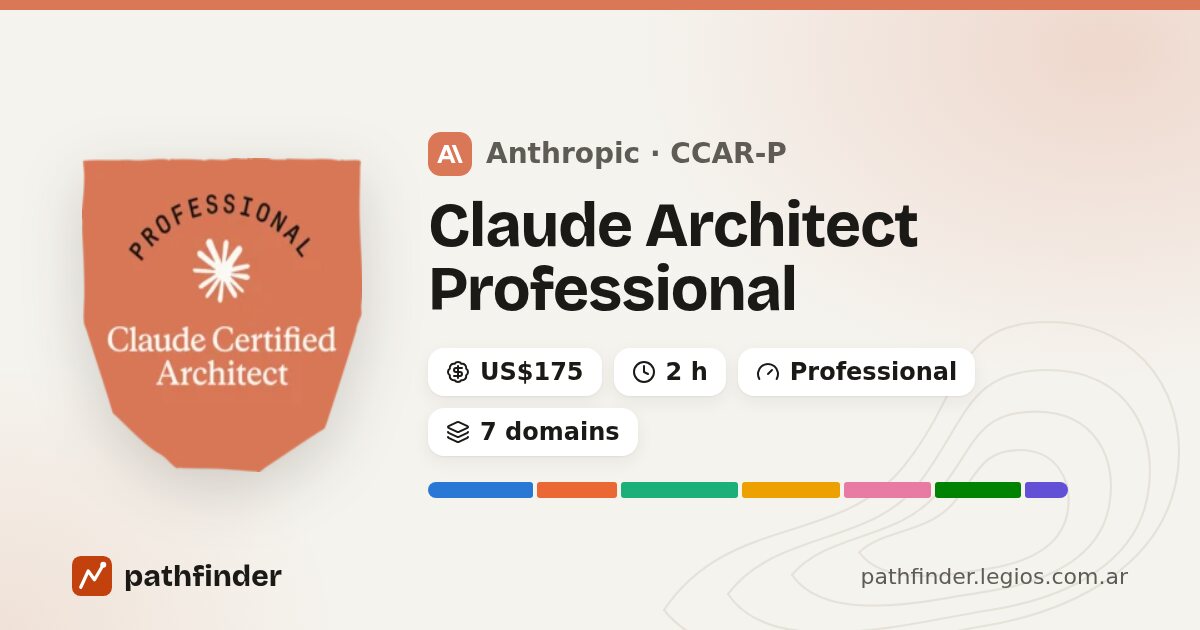 PROFESSIONAL
Claude Certified
Architect
Anthropic · CCAR-P
Claude Architect
Professional
US$175
2 h
Professional
7 domains
pathfinder
pathfinder.legios.com.ar